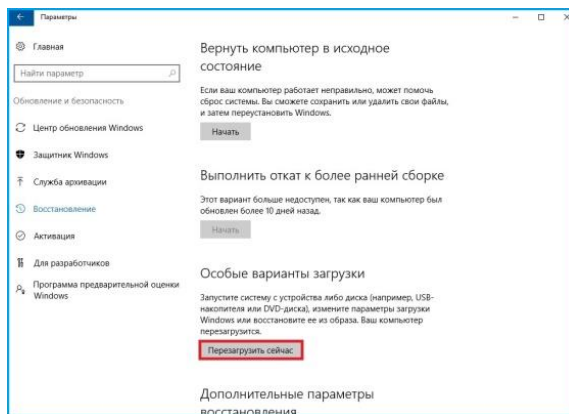 Параметры
Главная
Найти параметр
Обновление и безопасность
Центр обновления Windows
Защитник Windows
Служба архивации
Восстановление
Активация
Для разработчиков
Программа предварительной оценки
Windows
Вернуть компьютер в исходное
состояние
Если ваш компьютер работает неправильно, может помочь
сброс системы. Вы сможете сохранить или удалить свои файлы,
а затем переустановить Windows.
Начать
Выполнить откат к более ранней сборке
Этот вариант больше недоступен, так как ваш компьютер был
обновлен более 10 дней назад.
Начать
Особые варианты загрузки
Запустите систему с устройства либо диска (например, USB-
накопителя или DVD-диска), измените параметры загрузки
Windows или восстановите ее из образа. Ваш компьютер
перезагрузится.
Перезагрузить сейчас
Дополнительные параметры
восстановления